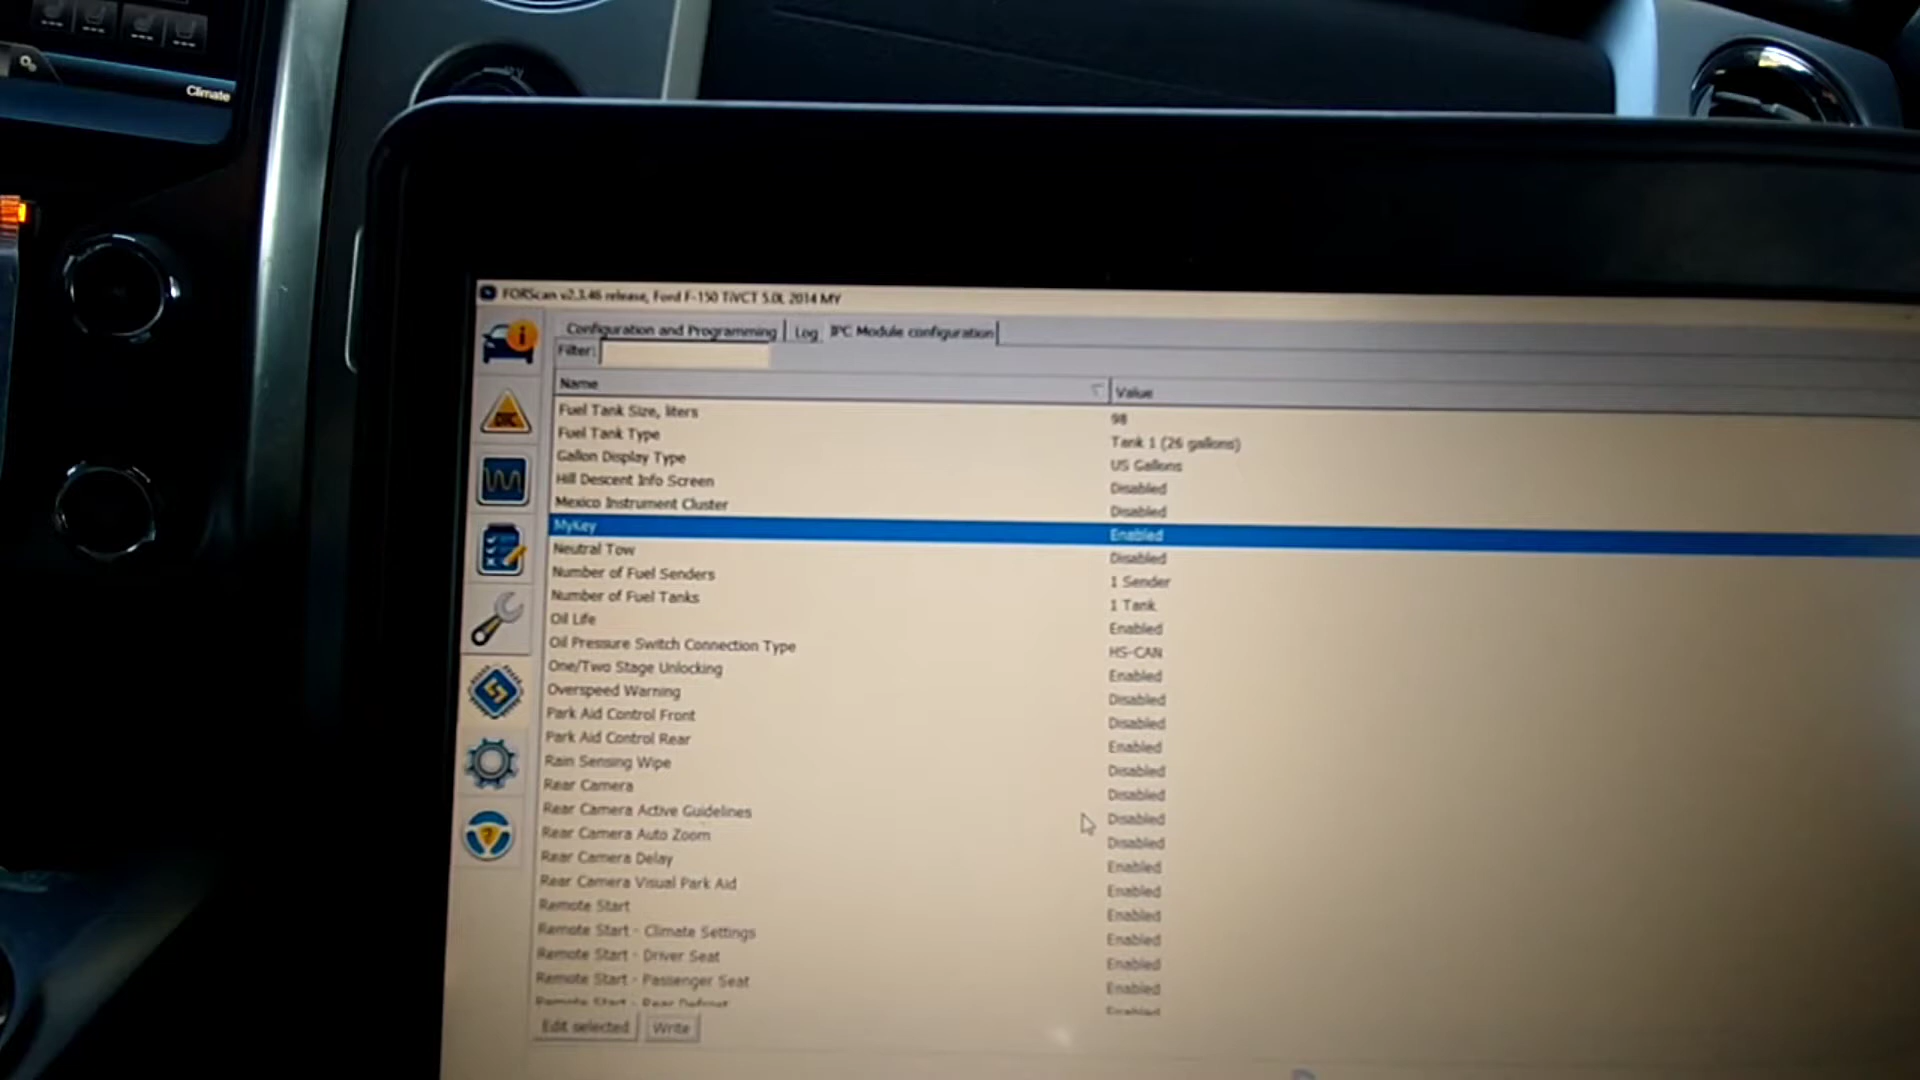 Climate
FORScan v2.3.46 release, Ford F-150 TiVCT 5.0L 2014 MY
Configuration and Programming Log IPC Module configuration
Filter:
Name Value
Fuel Tank Size, liters 98
Fuel Tank Type Tank 1 (26 gallons)
Gallon Display Type US Gallons
Hill Descent Info Screen Disabled
Mexico Instrument Cluster Disabled
MyKey Enabled
Neutral Tow Disabled
Number of Fuel Senders 1 Sender
Number of Fuel Tanks 1 Tank
Oil Life Enabled
Oil Pressure Switch Connection Type HS-CAN
One/Two Stage Unlocking Enabled
Overspeed Warning Disabled
Park Aid Control Front Disabled
Park Aid Control Rear Enabled
Rain Sensing Wipe Disabled
Rear Camera Disabled
Rear Camera Active Guidelines Disabled
Rear Camera Auto Zoom Disabled
Rear Camera Delay Enabled
Rear Camera Visual Park Aid Enabled
Remote Start Enabled
Remote Start - Climate Settings Enabled
Remote Start - Driver Seat Enabled
Remote Start - Passenger Seat Enabled
Remote Start - Rear Defrost Enabled
Edit selected Write